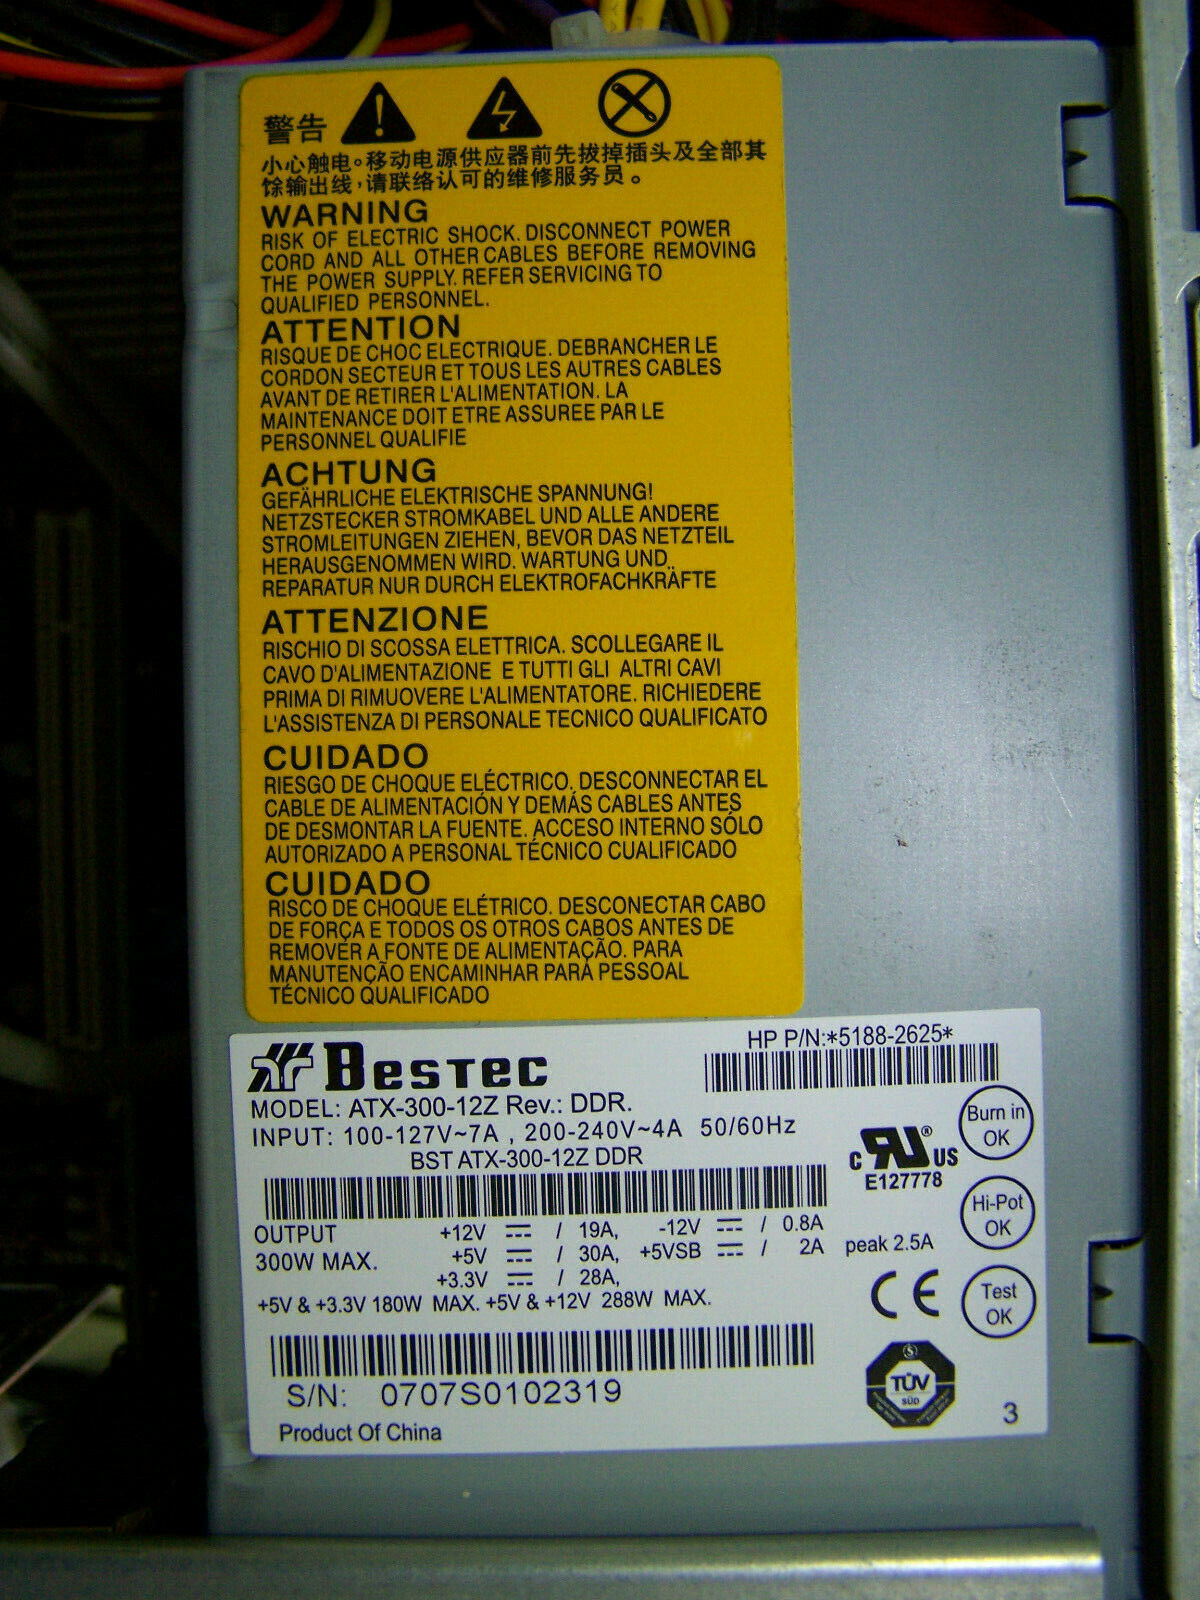 警告
小心触电。移动电源供应器前先拔掉插头及全部其
馀输出线，请联络认可的维修服务员。
WARNING
RISK OF ELECTRIC SHOCK. DISCONNECT POWER
CORD AND ALL OTHER CABLES BEFORE REMOVING
THE POWER SUPPLY. REFER SERVICING TO
QUALIFIED PERSONNEL.
ATTENTION
RISQUE DE CHOC ELECTRIQUE. DEBRANCHER LE
CORDON SECTEUR ET TOUS LES AUTRES CABLES
AVANT DE RETIRER L'ALIMENTATION. LA
MAINTENANCE DOIT ETRE ASSUREE PAR LE
PERSONNEL QUALIFIE
ACHTUNG
GEFÄHRLICHE ELEKTRISCHE SPANNUNG!
NETZSTECKER STROMKABEL UND ALLE ANDERE
STROMLEITUNGEN ZIEHEN, BEVOR DAS NETZTEIL
HERAUSGENOMMEN WIRD. WARTUNG UND
REPARATUR NUR DURCH ELEKTROFACHKRÄFTE
ATTENZIONE
RISCHIO DI SCOSSA ELETTRICA. SCOLLEGARE IL
CAVO D'ALIMENTAZIONE E TUTTI GLI ALTRI CAVI
PRIMA DI RIMUOVERE L'ALIMENTATORE. RICHIEDERE
L'ASSISTENZA DI PERSONALE TECNICO QUALIFICATO
CUIDADO
RIESGO DE CHOQUE ELÉCTRICO. DESCONNECTAR EL
CABLE DE ALIMENTACIÓN Y DEMÁS CABLES ANTES
DE DESMONTAR LA FUENTE. ACCESO INTERNO SÓLO
AUTORIZADO A PERSONAL TÉCNICO CUALIFICADO
CUIDADO
RISCO DE CHOQUE ELÉTRICO. DESCONECTAR CABO
DE FORÇA E TODOS OS OTROS CABOS ANTES DE
REMOVER A FONTE DE ALIMENTAÇÃO. PARA
MANUTENÇÃO ENCAMINHAR PARA PESSOAL
TÉCNICO QUALIFICADO
HP P/N:*5188-2625*
BESTEC
MODEL: ATX-300-12Z Rev.: DDR.
INPUT: 100-127V~7A , 200-240V~4A 50/60Hz
BST ATX-300-12Z DDR
Burn in
OK
c RU® US
E127778
Hi-Pot
OK
OUTPUT +12V ⎓ / 19A, -12V ⎓ / 0.8A
300W MAX. +5V ⎓ / 30A, +5VSB ⎓ / 2A peak 2.5A
+3.3V ⎓ / 28A,
+5V & +3.3V 180W MAX. +5V & +12V 288W MAX.
CE
Test
OK
S/N: 0707S0102319
TÜV
SÜD
3
Product Of China